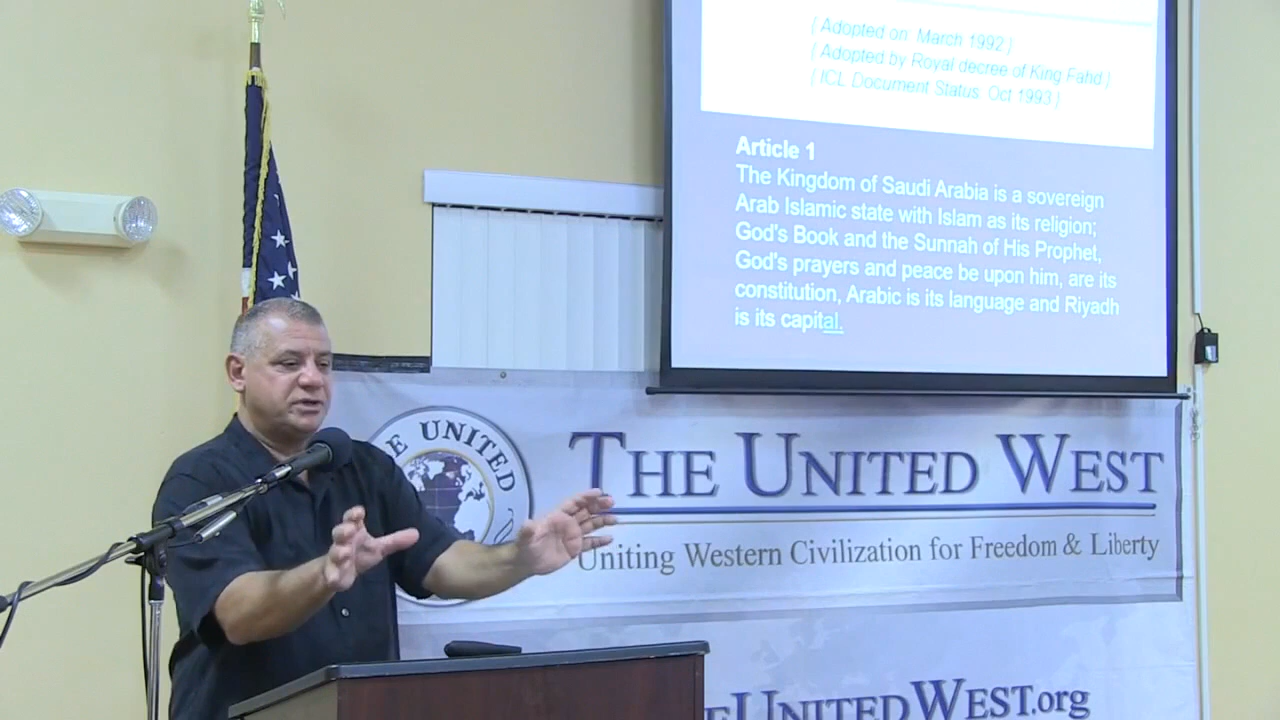 ( Adopted on: March 1992 )
( Adopted by Royal decree of King Fahd )
( ICL Document Status: Oct 1993 )
Article 1
The Kingdom of Saudi Arabia is a sovereign
Arab Islamic state with Islam as its religion;
God's Book and the Sunnah of His Prophet,
God's prayers and peace be upon him, are its
constitution, Arabic is its language and Riyadh
is its capital.
UNITED
THE UNITED WEST
Uniting Western Civilization for Freedom & Liberty
EUNITEDWEST.org